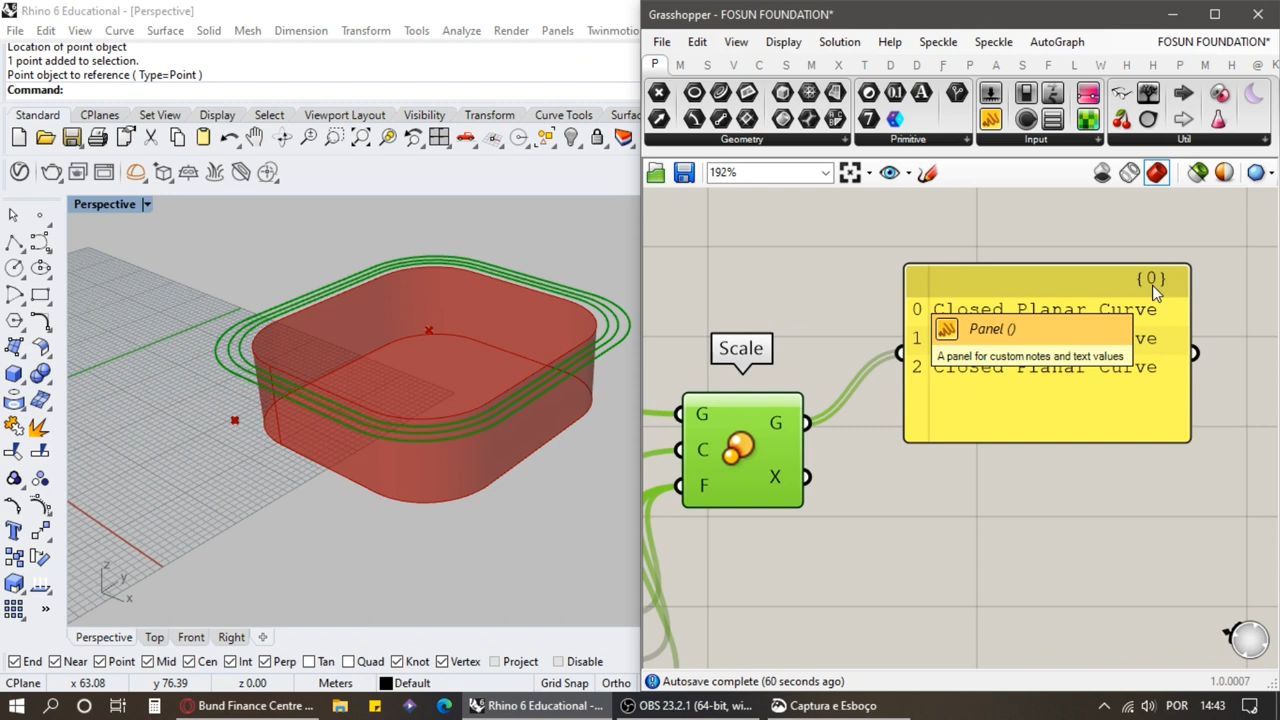 Rhino 6 Educational - [Perspective]
File Edit View Curve Surface Solid Mesh Dimension Transform Tools Analyze Render Panels Twinmotio
Location of point object
1 point added to selection.
Point object to reference ( Type=Point )
Command:
Standard CPlanes Set View Display Select Viewport Layout Visibility Transform Curve Tools Surfac
Perspective
z
y
x
Perspective Top Front Right
End Near Point Mid Cen Int Perp Tan Quad Knot Vertex Project Disable
CPlane x 63.08 y 76.39 z 0.00 Meters Default Grid Snap Ortho
Grasshopper - FOSUN FOUNDATION*
File Edit View Display Solution Help Speckle Speckle AutoGraph FOSUN FOUNDATION*
P M S V C S M X T D D F P A S F M U L W E H H P M H @ K
Geometry Primitive Input Util
192%
{0}
0 Closed Planar Curve
Panel ()
1 ve
A panel for custom notes and text values
2 Closed Planar Curve
Scale
G
C
F
G
X
Autosave complete (60 seconds ago) 1.0.0007
Bund Finance Centre ... Rhino 6 Educational -... OBS 23.2.1 (64-bit, wi... Captura e Esboço POR 14:43